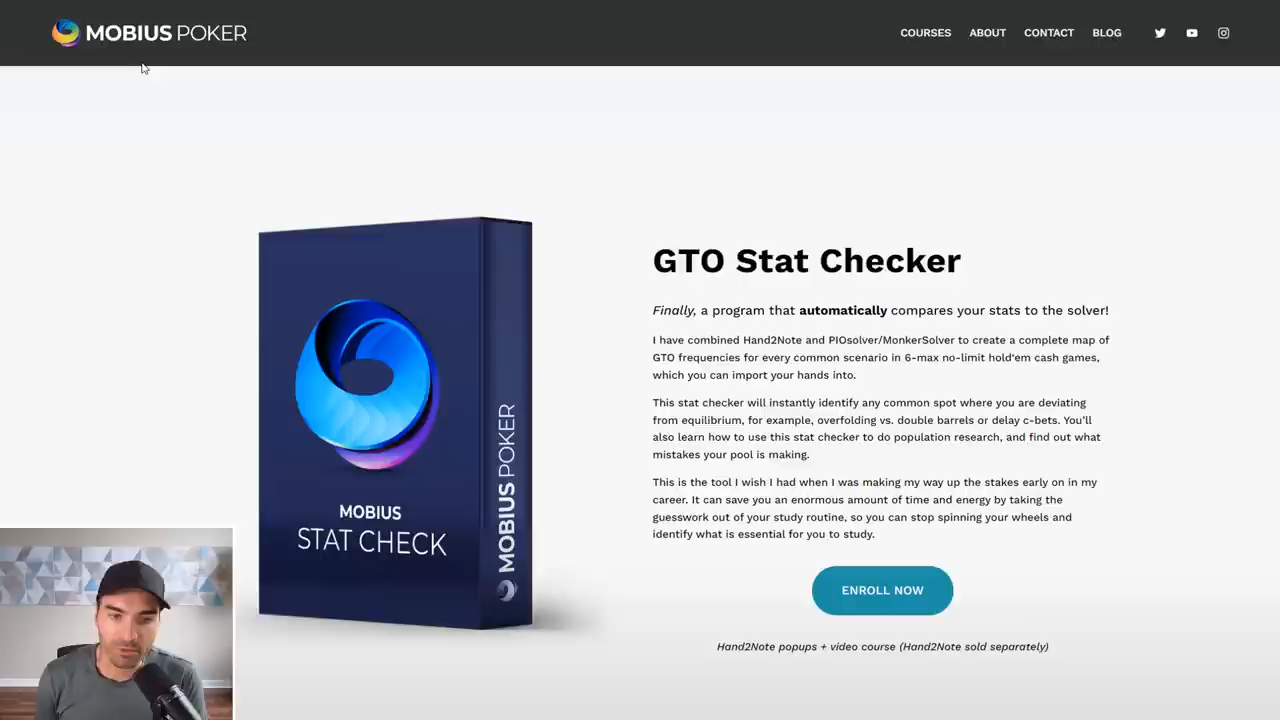 MOBIUS POKER
COURSES
ABOUT
CONTACT
BLOG
MOBIUS
STAT CHECK
MOBIUS POKER
GTO Stat Checker
Finally, a program that automatically compares your stats to the solver!
I have combined Hand2Note and PIOsolver/MonkerSolver to create a complete map of
GTO frequencies for every common scenario in 6-max no-limit hold'em cash games,
which you can import your hands into.
This stat checker will instantly identify any common spot where you are deviating
from equilibrium, for example, overfolding vs. double barrels or delay c-bets. You'll
also learn how to use this stat checker to do population research, and find out what
mistakes your pool is making.
This is the tool I wish I had when I was making my way up the stakes early on in my
career. It can save you an enormous amount of time and energy by taking the
guesswork out of your study routine, so you can stop spinning your wheels and
identify what is essential for you to study.
ENROLL NOW
Hand2Note popups + video course (Hand2Note sold separately)